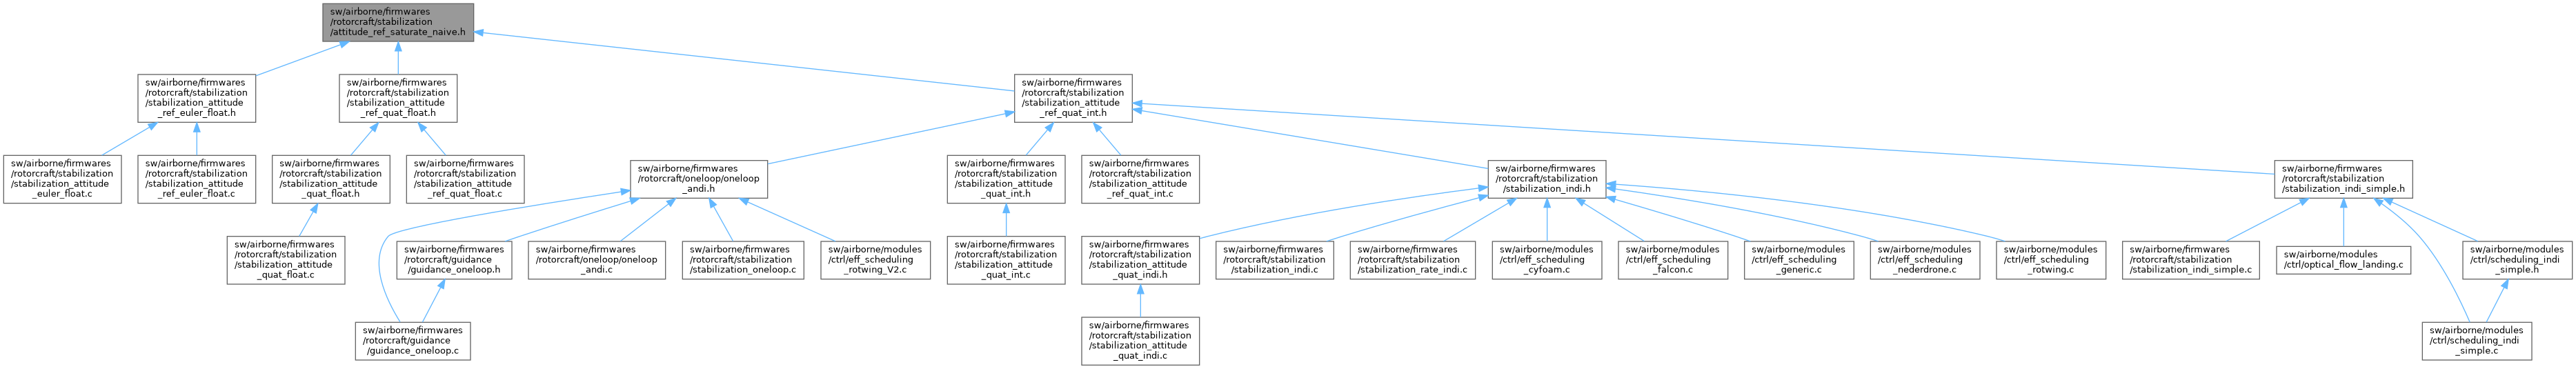 sw/airborne/firmwares
/rotorcraft/stabilization
/attitude_ref_saturate_naive.h
sw/airborne/firmwares
/rotorcraft/stabilization
/stabilization_attitude
_ref_euler_float.h
sw/airborne/firmwares
/rotorcraft/stabilization
/stabilization_attitude
_ref_quat_float.h
sw/airborne/firmwares
/rotorcraft/stabilization
/stabilization_attitude
_ref_quat_int.h
sw/airborne/firmwares
/rotorcraft/stabilization
/stabilization_attitude
_euler_float.c
sw/airborne/firmwares
/rotorcraft/stabilization
/stabilization_attitude
_ref_euler_float.c
sw/airborne/firmwares
/rotorcraft/stabilization
/stabilization_attitude
_quat_float.h
sw/airborne/firmwares
/rotorcraft/stabilization
/stabilization_attitude
_ref_quat_float.c
sw/airborne/firmwares
/rotorcraft/oneloop/oneloop
_andi.h
sw/airborne/firmwares
/rotorcraft/stabilization
/stabilization_attitude
_quat_int.h
sw/airborne/firmwares
/rotorcraft/stabilization
/stabilization_attitude
_ref_quat_int.c
sw/airborne/firmwares
/rotorcraft/stabilization
/stabilization_indi.h
sw/airborne/firmwares
/rotorcraft/stabilization
/stabilization_indi_simple.h
sw/airborne/firmwares
/rotorcraft/stabilization
/stabilization_attitude
_quat_float.c
sw/airborne/firmwares
/rotorcraft/guidance
/guidance_oneloop.h
sw/airborne/firmwares
/rotorcraft/oneloop/oneloop
_andi.c
sw/airborne/firmwares
/rotorcraft/stabilization
/stabilization_oneloop.c
sw/airborne/modules
/ctrl/eff_scheduling
_rotwing_V2.c
sw/airborne/firmwares
/rotorcraft/stabilization
/stabilization_attitude
_quat_int.c
sw/airborne/firmwares
/rotorcraft/stabilization
/stabilization_attitude
_quat_indi.h
sw/airborne/firmwares
/rotorcraft/stabilization
/stabilization_indi.c
sw/airborne/firmwares
/rotorcraft/stabilization
/stabilization_rate_indi.c
sw/airborne/modules
/ctrl/eff_scheduling
_cyfoam.c
sw/airborne/modules
/ctrl/eff_scheduling
_falcon.c
sw/airborne/modules
/ctrl/eff_scheduling
_generic.c
sw/airborne/modules
/ctrl/eff_scheduling
_nederdrone.c
sw/airborne/modules
/ctrl/eff_scheduling
_rotwing.c
sw/airborne/firmwares
/rotorcraft/stabilization
/stabilization_indi_simple.c
sw/airborne/modules
/ctrl/optical_flow_landing.c
sw/airborne/modules
/ctrl/scheduling_indi
_simple.h
sw/airborne/firmwares
/rotorcraft/guidance
/guidance_oneloop.c
sw/airborne/firmwares
/rotorcraft/stabilization
/stabilization_attitude
_quat_indi.c
sw/airborne/modules
/ctrl/scheduling_indi
_simple.c